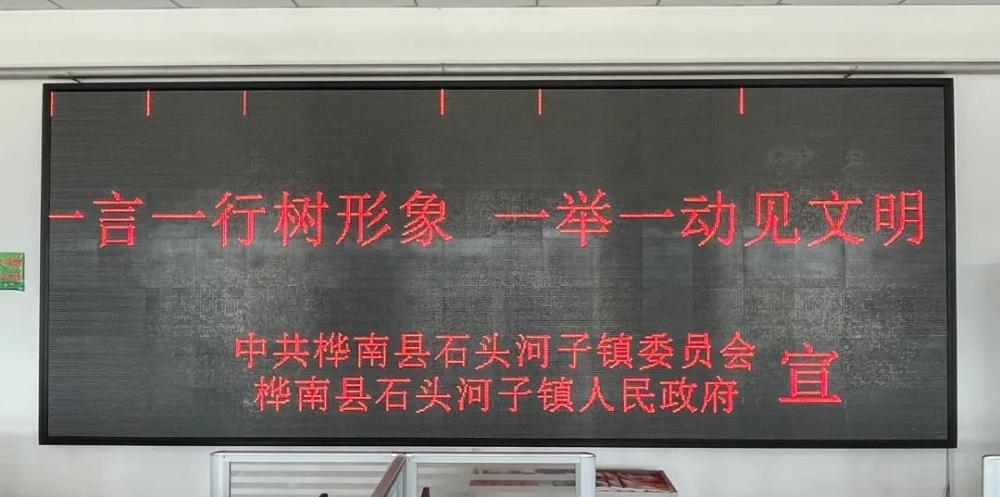 一言一行树形象 一举一动见文明
中共桦南县石头河子镇委员会
桦南县石头河子镇人民政府
宣